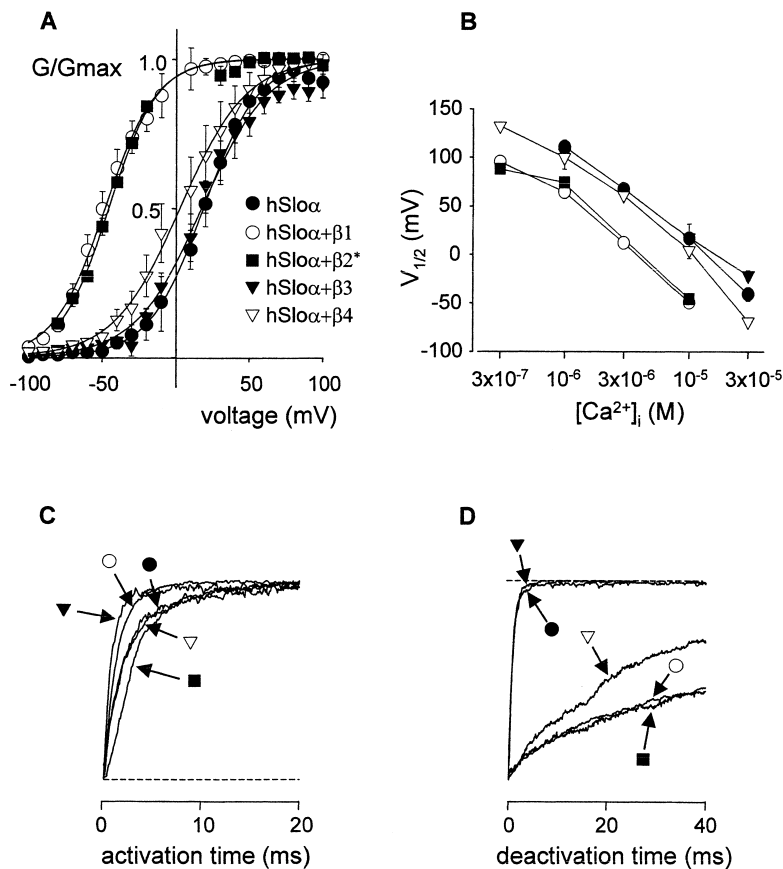 A
G/Gmax
1.0
0.5
hSloα
hSloα+β1
hSloα+β2*
hSloα+β3
hSloα+β4
-100 -50 50 100
voltage (mV)
B
150
100
50
0
-50
-100
V1/2 (mV)
3x10-7 10-6 3x10-6 10-5 3x10-5
[Ca2+]i (M)
C
0 10 20
activation time (ms)
D
0 20 40
deactivation time (ms)